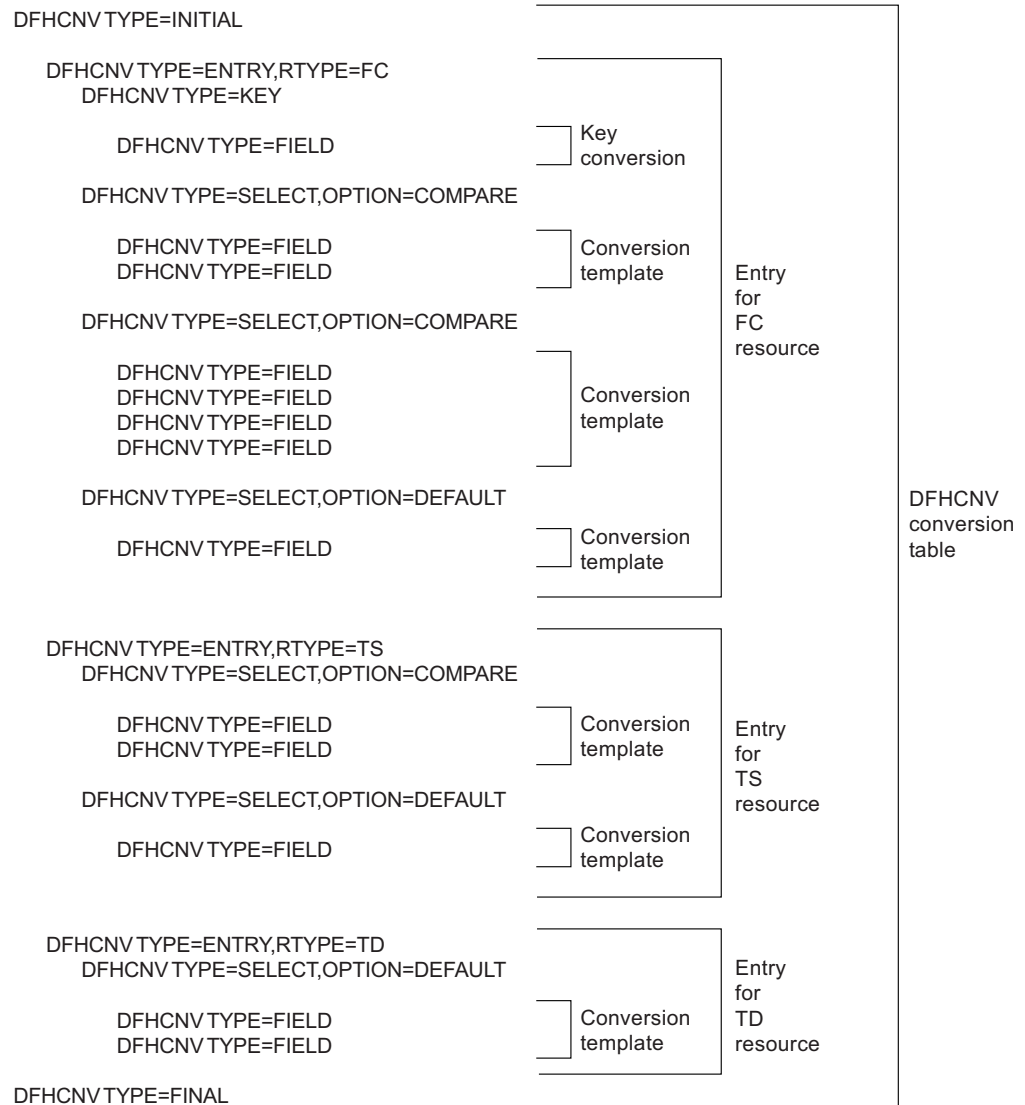 DFHCNV TYPE=INITIAL
DFHCNV TYPE=ENTRY,RTYPE=FC
DFHCNV TYPE=KEY
DFHCNV TYPE=FIELD
Key
conversion
DFHCNV TYPE=SELECT,OPTION=COMPARE
DFHCNV TYPE=FIELD
DFHCNV TYPE=FIELD
Conversion
template
DFHCNV TYPE=SELECT,OPTION=COMPARE
DFHCNV TYPE=FIELD
DFHCNV TYPE=FIELD
DFHCNV TYPE=FIELD
DFHCNV TYPE=FIELD
Conversion
template
DFHCNV TYPE=SELECT,OPTION=DEFAULT
DFHCNV TYPE=FIELD
Conversion
template
Entry
for
FC
resource
DFHCNV TYPE=ENTRY,RTYPE=TS
DFHCNV TYPE=SELECT,OPTION=COMPARE
DFHCNV TYPE=FIELD
DFHCNV TYPE=FIELD
Conversion
template
DFHCNV TYPE=SELECT,OPTION=DEFAULT
DFHCNV TYPE=FIELD
Conversion
template
Entry
for
TS
resource
DFHCNV TYPE=ENTRY,RTYPE=TD
DFHCNV TYPE=SELECT,OPTION=DEFAULT
DFHCNV TYPE=FIELD
DFHCNV TYPE=FIELD
Conversion
template
Entry
for
TD
resource
DFHCNV TYPE=FINAL
DFHCNV
conversion
table